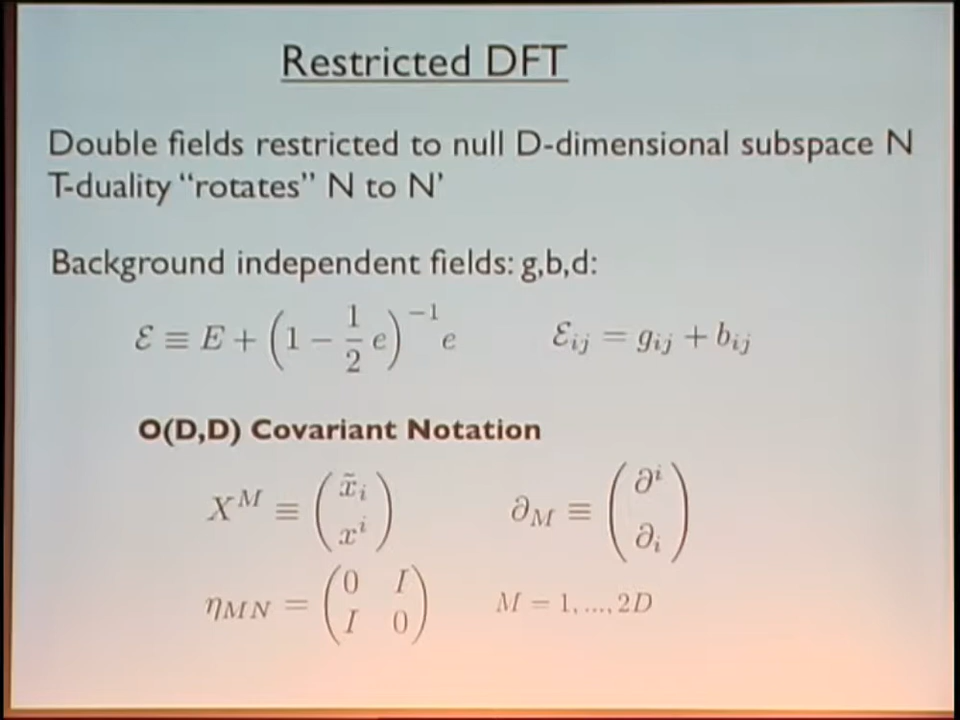 Restricted DFT
Double fields restricted to null D-dimensional subspace N
T-duality “rotates” N to N’
Background independent fields: g,b,d:
ℰ ≡ E + (1 − 1/2 e)⁻¹ e    ℰᵢⱼ = gᵢⱼ + bᵢⱼ
O(D,D) Covariant Notation
Xᴹ ≡ (x̃ᵢ ; xⁱ)    ∂_M ≡ (∂ⁱ ; ∂ᵢ)
η_MN = (0 I ; I 0)    M = 1, ..., 2D